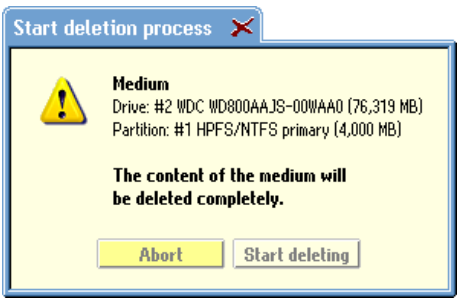 Start deletion process
Medium
Drive: #2 WDC WD800AAJS-00WAA0 (76,319 MB)
Partition: #1 HPFS/NTFS primary (4,000 MB)
The content of the medium will
be deleted completely.
Abort Start deleting